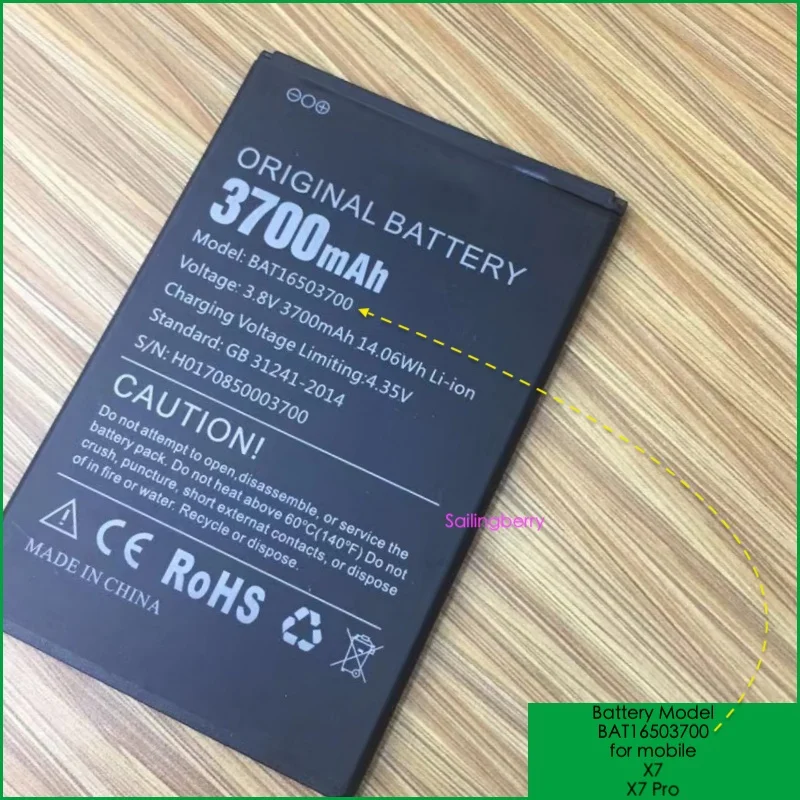 ORIGINAL BATTERY
3700mAh
Model: BAT16503700
Voltage: 3.8V 3700mAh 14.06Wh Li-ion
Charging Voltage Limiting:4.35V
Standard: GB 31241-2014
S/N: H0170850003700
CAUTION!
Do not attempt to open,disassemble, or service the
battery pack. Do not heat above 60°C(140°F) Do not
crush, puncture, short external contacts, or dispose
of in fire or water. Recycle or dispose.
CE RoHS
MADE IN CHINA
Sailingberry
Battery Model
BAT16503700
for mobile
X7
X7 Pro